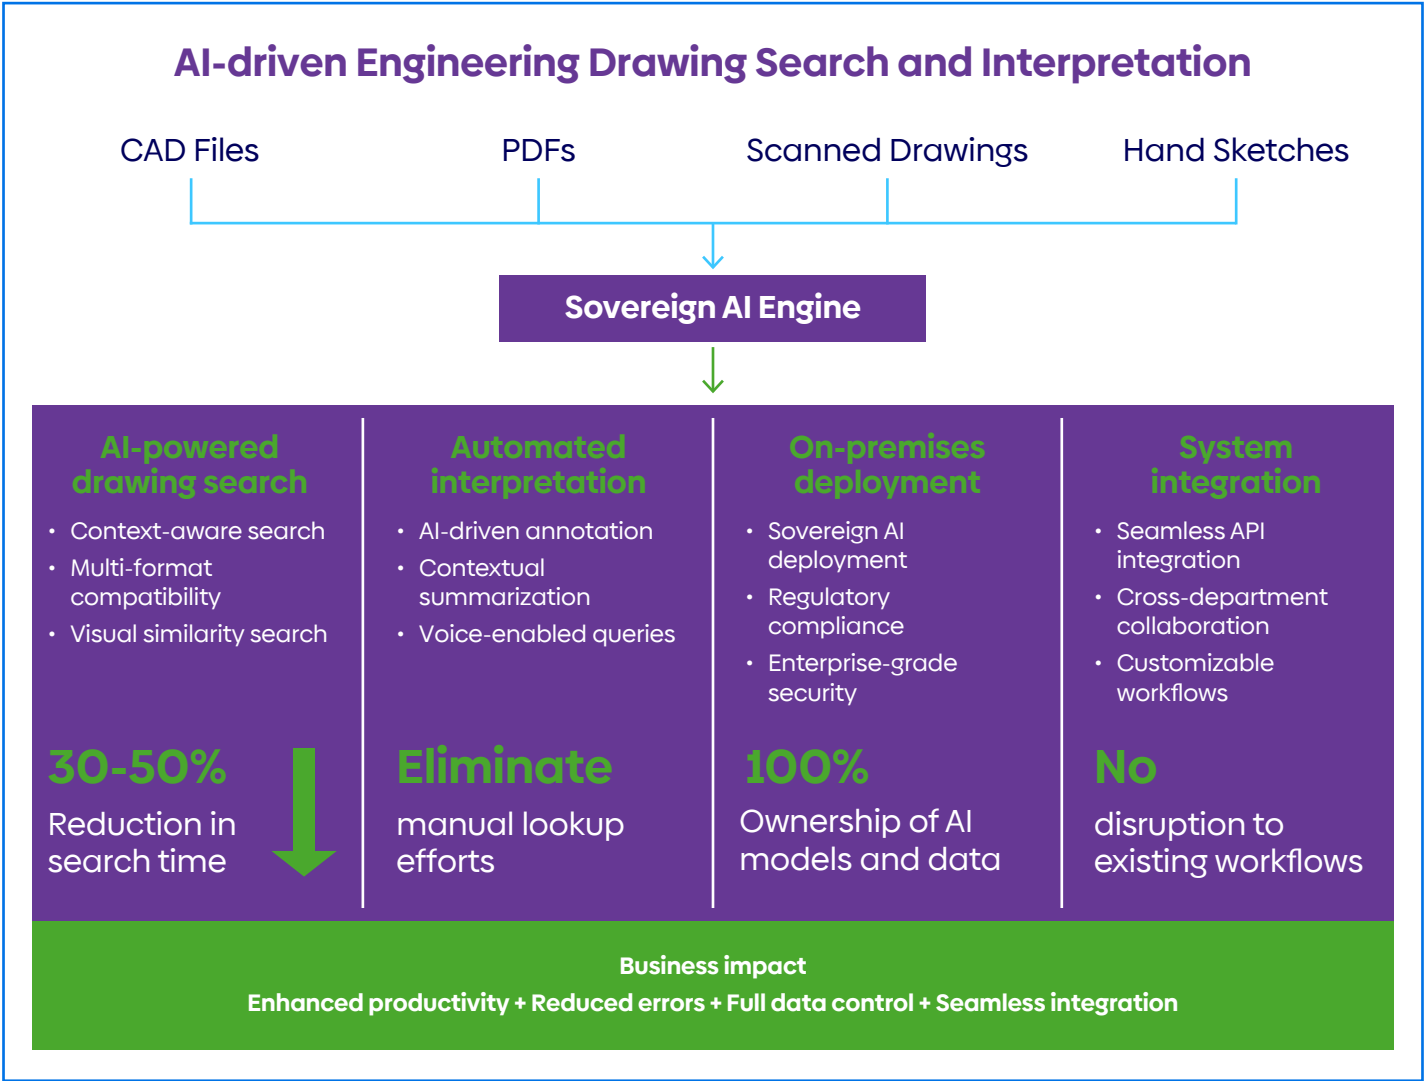 AI-driven Engineering Drawing Search and Interpretation
CAD Files
PDFs
Scanned Drawings
Hand Sketches
Sovereign AI Engine
AI-powered
drawing search
• Context-aware search
• Multi-format
compatibility
• Visual similarity search
30-50%
Reduction in
search time
Automated
interpretation
• AI-driven annotation
• Contextual
summarization
• Voice-enabled queries
Eliminate
manual lookup
efforts
On-premises
deployment
• Sovereign AI
deployment
• Regulatory
compliance
• Enterprise-grade
security
100%
Ownership of AI
models and data
System
integration
• Seamless API
integration
• Cross-department
collaboration
• Customizable
workflows
No
disruption to
existing workflows
Business impact
Enhanced productivity + Reduced errors + Full data control + Seamless integration